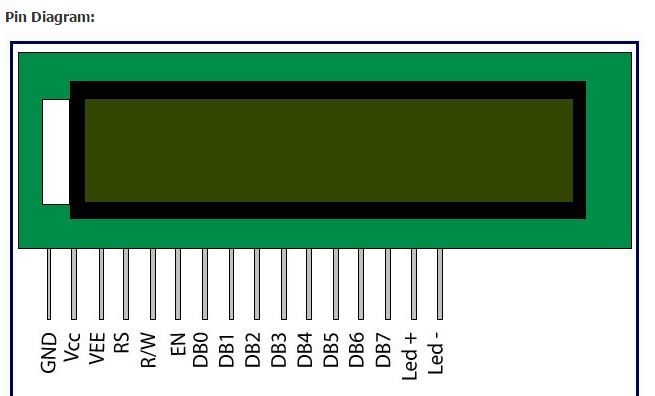 Pin Diagram:
GND
Vcc
VEE
RS
R/W
EN
DB0
DB1
DB2
DB3
DB4
DB5
DB6
DB7
Led +
Led -